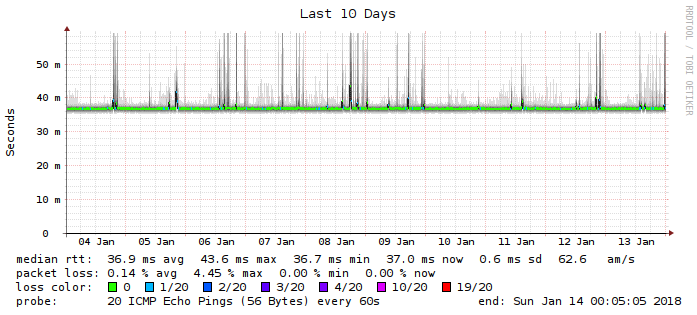 Last 10 Days
RRDTOOL / TOBI OETIKER
Seconds
50 m
40 m
30 m
20 m
10 m
0
04 Jan 05 Jan 06 Jan 07 Jan 08 Jan 09 Jan 10 Jan 11 Jan 12 Jan 13 Jan
median rtt: 36.9 ms avg 43.6 ms max 36.7 ms min 37.0 ms now 0.6 ms sd 62.6 am/s
packet loss: 0.14 % avg 4.45 % max 0.00 % min 0.00 % now
loss color: 0 1/20 2/20 3/20 4/20 10/20 19/20
probe: 20 ICMP Echo Pings (56 Bytes) every 60s end: Sun Jan 14 00:05:05 2018